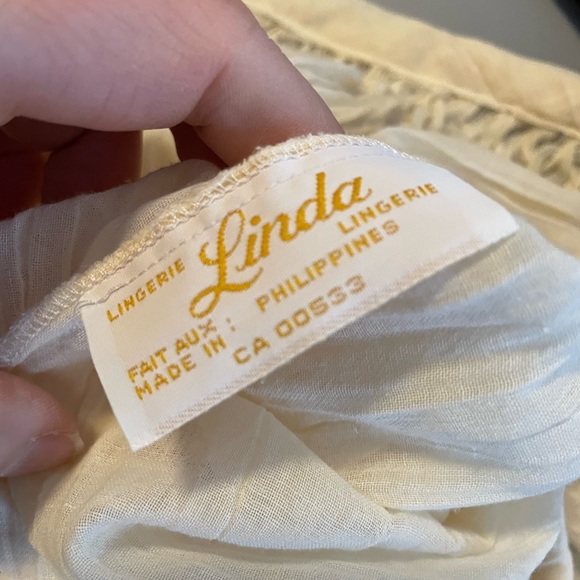 LINGERIE Linda LINGERIE
FAIT AUX: PHILIPPINES
MADE IN:
CA 00533